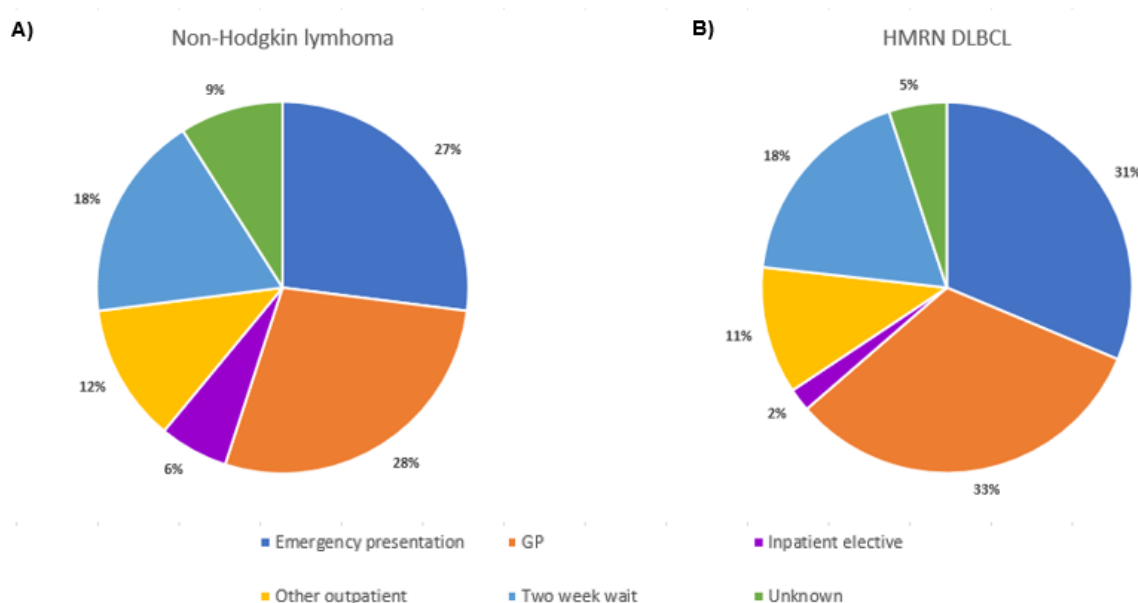 A)
Non-Hodgkin lymhoma
9%
27%
18%
12%
6%
28%
B)
HMRN DLBCL
5%
31%
18%
11%
2%
33%
Emergency presentation
GP
Inpatient elective
Other outpatient
Two week wait
Unknown